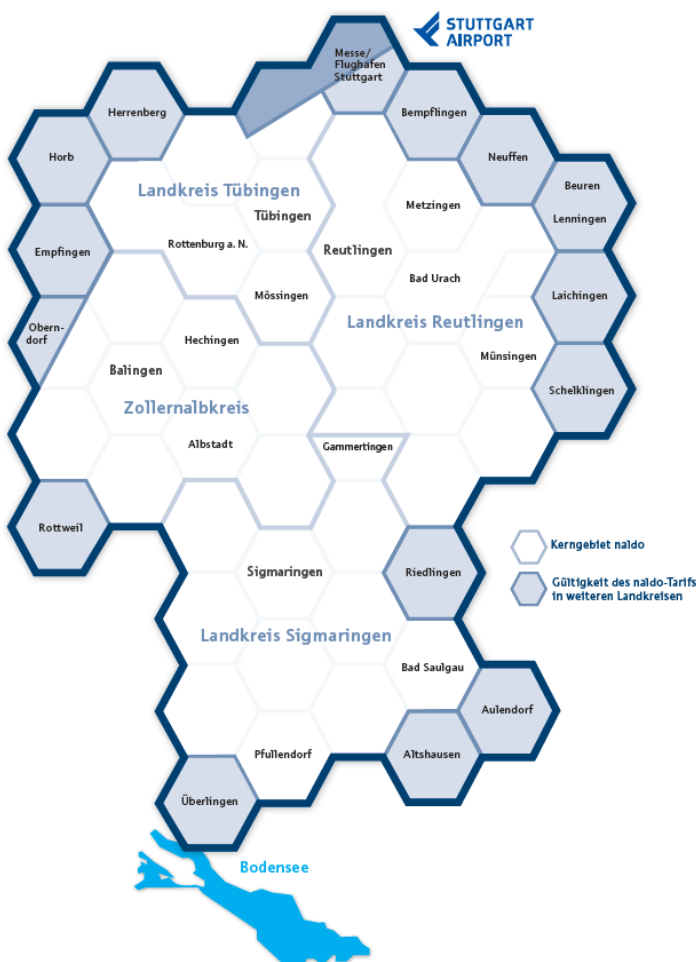 STUTTGART
AIRPORT
Messe/
Flughafen
Stuttgart
Herrenberg
Bempflingen
Horb
Neuffen
Beuren
Lenningen
Landkreis Tübingen
Metzingen
Tübingen
Rottenburg a. N.
Reutlingen
Empfingen
Bad Urach
Mössingen
Laichingen
Obern-
dorf
Landkreis Reutlingen
Hechingen
Münsingen
Balingen
Schelklingen
Zollernalbkreis
Albstadt
Gammertingen
Rottweil
Kerngebiet naldo
Sigmaringen
Riedlingen
Gültigkeit des naldo-Tarifs
in weiteren Landkreisen
Landkreis Sigmaringen
Bad Saulgau
Aulendorf
Pfullendorf
Altshausen
Überlingen
Bodensee